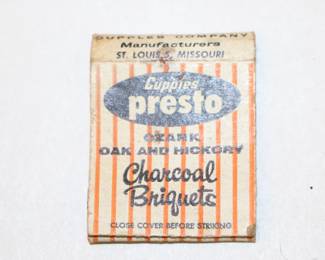 CUPPLES COMPANY
Manufacturers
ST. LOUIS, MISSOURI
Cupples
presto
OZARK
OAK AND HICKORY
Charcoal
Briquets
CLOSE COVER BEFORE STRIKING